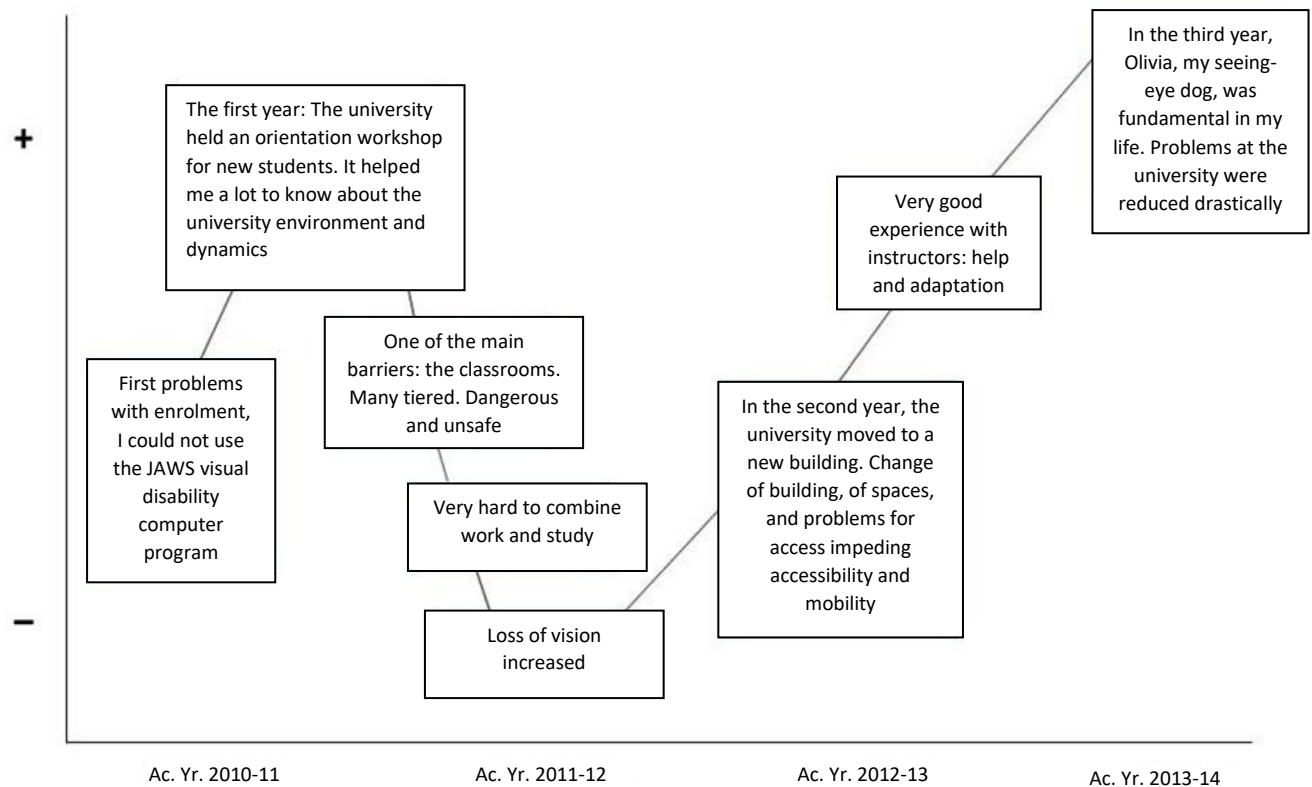 +
The first year: The university
held an orientation workshop
for new students. It helped
me a lot to know about the
university environment and
dynamics
First problems
with enrolment,
I could not use
the JAWS visual
disability
computer
program
One of the main
barriers: the classrooms.
Many tiered. Dangerous
and unsafe
Very hard to combine
work and study
Loss of vision
increased
In the second year, the
university moved to a
new building. Change
of building, of spaces,
and problems for
access impeding
accessibility and
mobility
Very good
experience with
instructors: help
and adaptation
In the third year,
Olivia, my seeing-
eye dog, was
fundamental in my
life. Problems at the
university were
reduced drastically
–
Ac. Yr. 2010-11
Ac. Yr. 2011-12
Ac. Yr. 2012-13
Ac. Yr. 2013-14